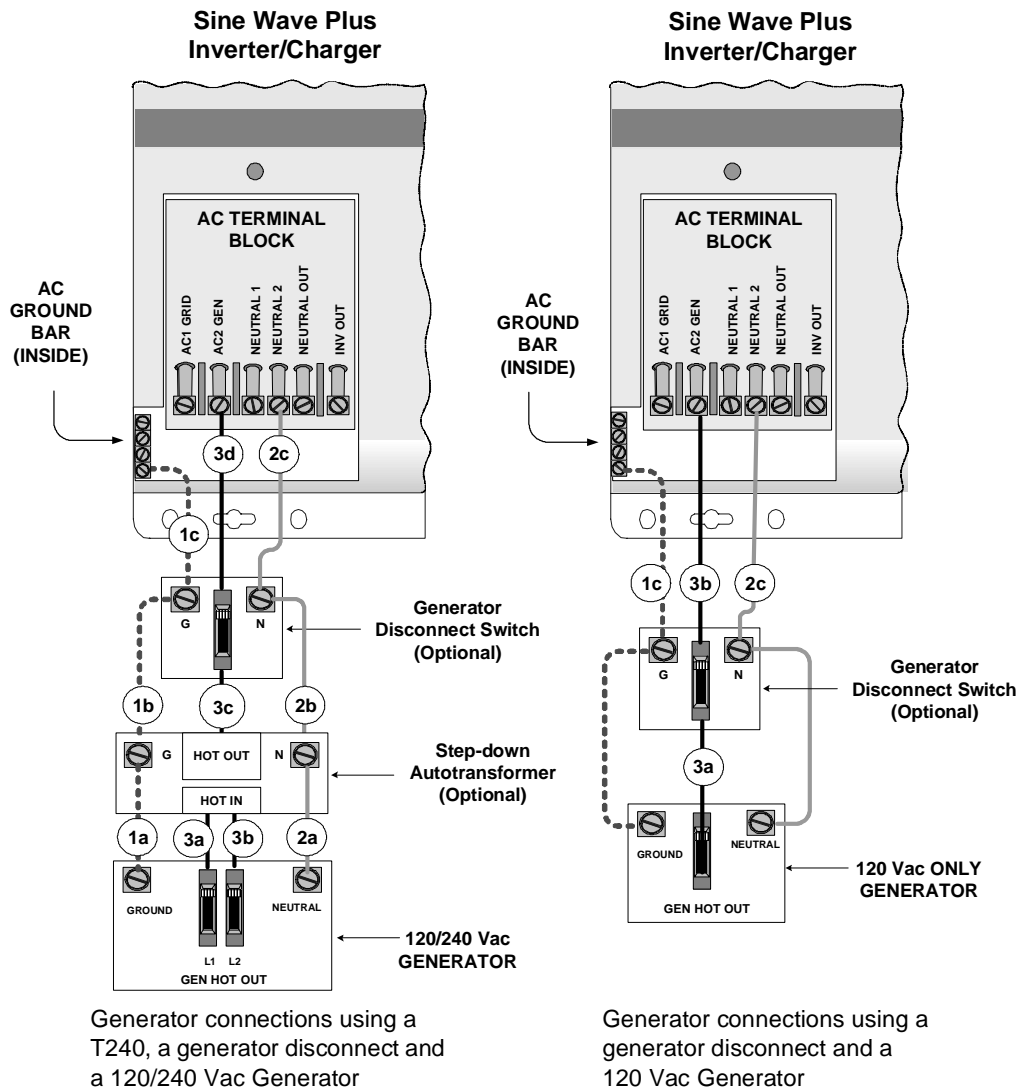 Sine Wave Plus
Inverter/Charger
AC TERMINAL
BLOCK
AC1 GRID
AC2 GEN
NEUTRAL 1
NEUTRAL 2
NEUTRAL OUT
INV OUT
AC
GROUND
BAR
(INSIDE)
3d
2c
1c
G
N
Generator
Disconnect Switch
(Optional)
1b
3c
2b
G
HOT OUT
N
Step-down
Autotransformer
(Optional)
HOT IN
1a
3a
3b
2a
GROUND
NEUTRAL
L1
L2
GEN HOT OUT
120/240 Vac
GENERATOR
Generator connections using a
T240, a generator disconnect and
a 120/240 Vac Generator
Sine Wave Plus
Inverter/Charger
AC TERMINAL
BLOCK
AC1 GRID
AC2 GEN
NEUTRAL 1
NEUTRAL 2
NEUTRAL OUT
INV OUT
AC
GROUND
BAR
(INSIDE)
1c
3b
2c
G
N
Generator
Disconnect Switch
(Optional)
3a
GROUND
NEUTRAL
GEN HOT OUT
120 Vac ONLY
GENERATOR
Generator connections using a
generator disconnect and a
120 Vac Generator